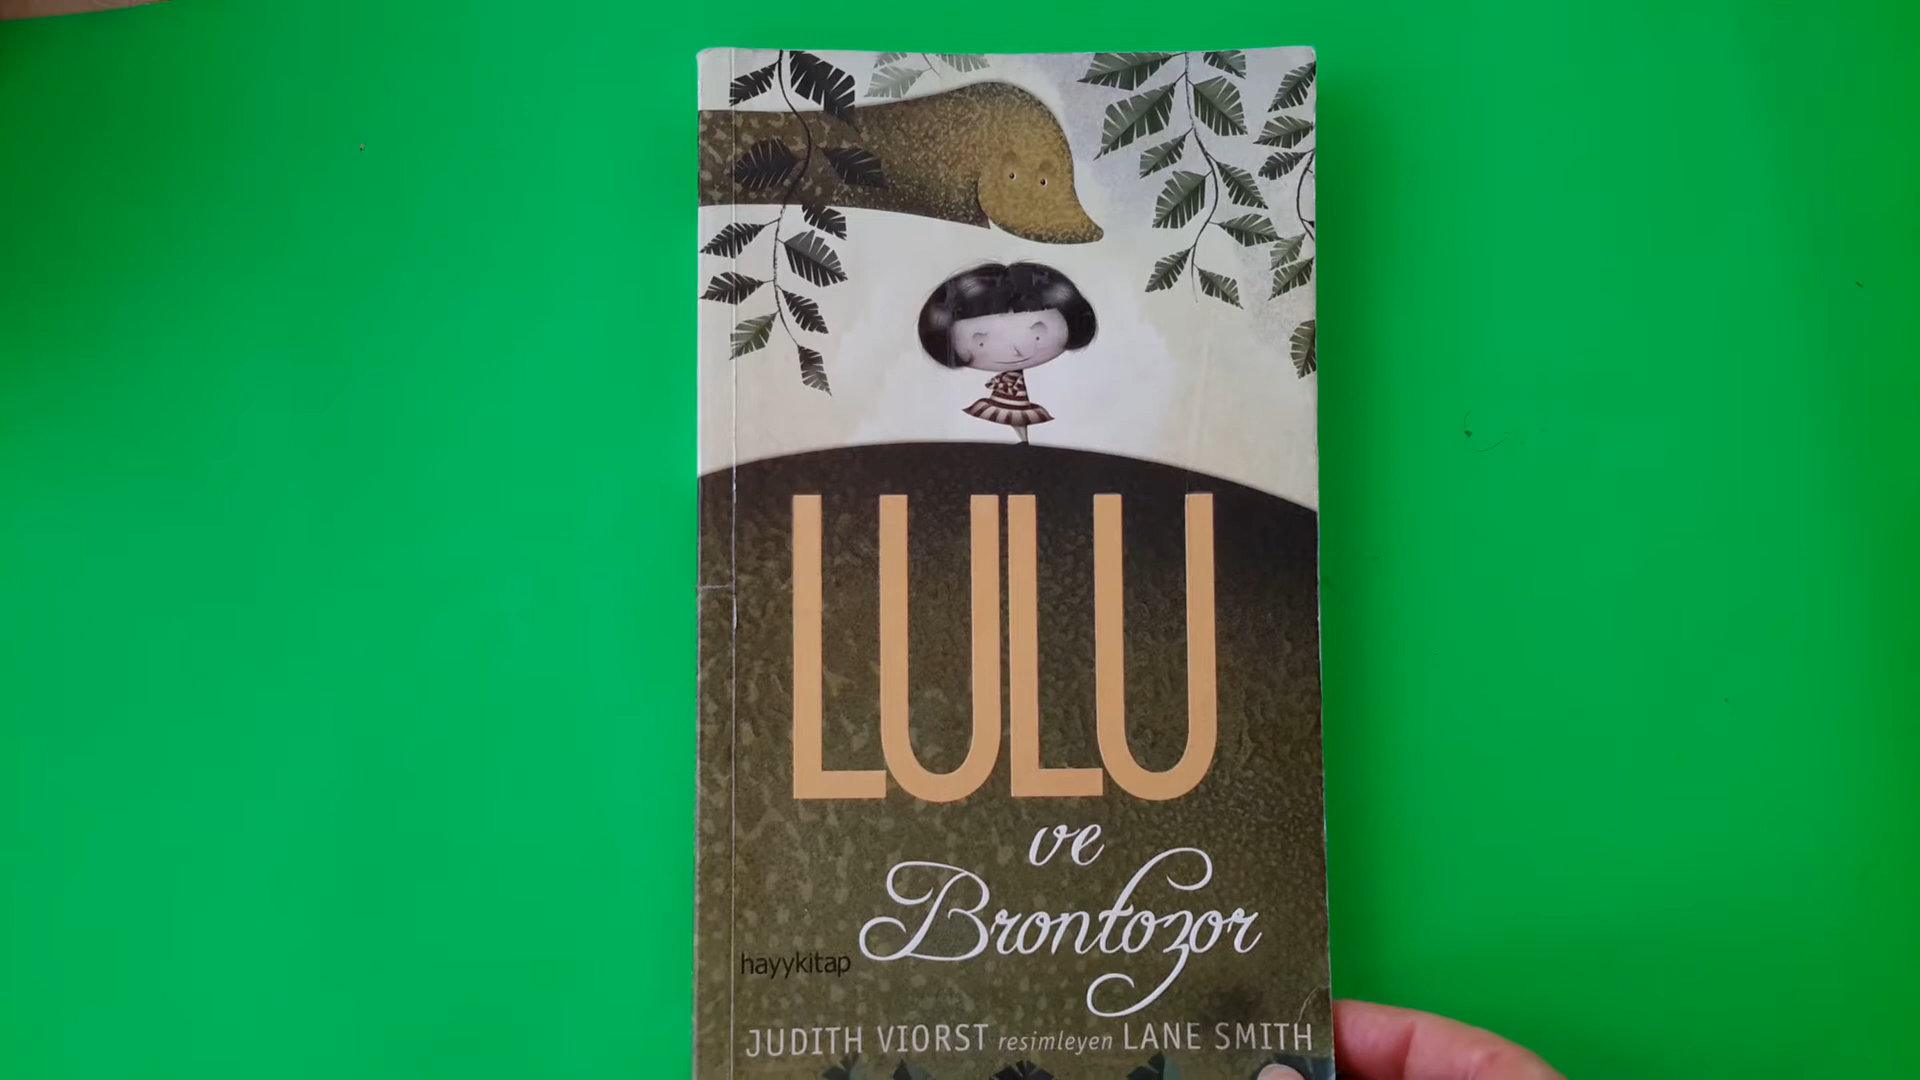 LULU
ve
Brontozor
hayykitap
JUDITH VIORST resimleyen LANE SMITH